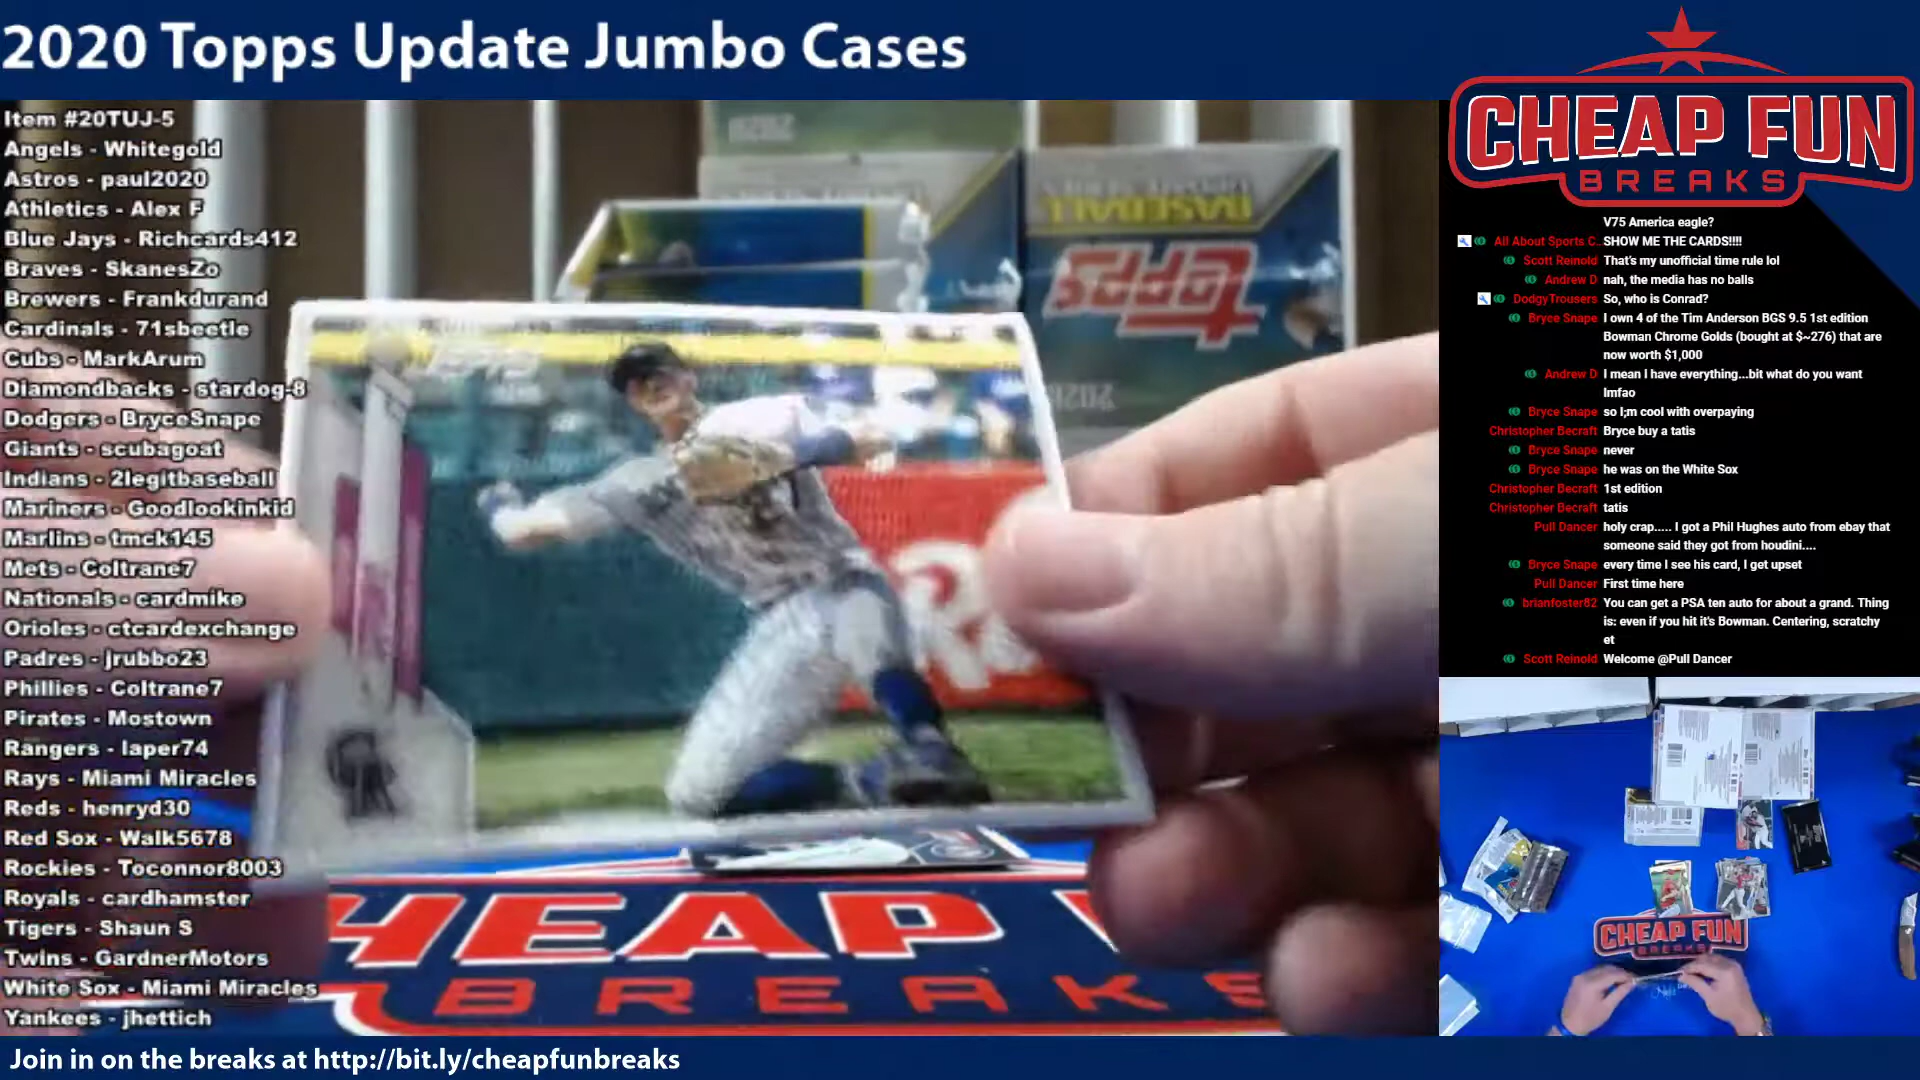 2020 Topps Update Jumbo Cases
Item #20TUJ-5
Angels - Whitegold
Astros - paul2020
Athletics - Alex F
Blue Jays - Richcards412
Braves - SkanesZo
Brewers - Frankdurand
Cardinals - 71sbeetle
Cubs - MarkArum
Diamondbacks - stardog-8
Dodgers - BryceSnape
Giants - scubagoat
Indians - 2legitbaseball
Mariners - Goodlookinkid
Marlins - tmck145
Mets - Coltrane7
Nationals - cardmike
Orioles - ctcardexchange
Padres - jrubbo23
Phillies - Coltrane7
Pirates - Mostown
Rangers - laper74
Rays - Miami Miracles
Reds - henryd30
Red Sox - Walk5678
Rockies - Toconnor8003
Royals - cardhamster
Tigers - Shaun S
Twins - GardnerMotors
White Sox - Miami Miracles
Yankees - jhettich
2020
BASEBALL
Topps
2020
HEAP
BREAKS
CHEAP FUN
BREAKS
V75 America eagle?
All About Sports C... SHOW ME THE CARDS!!!!
Scott Reinold That's my unofficial time rule lol
Andrew D nah, the media has no balls
DodgyTrousers So, who is Conrad?
Bryce Snape I own 4 of the Tim Anderson BGS 9.5 1st edition
Bowman Chrome Golds (bought at $~276) that are
now worth $1,000
Andrew D I mean I have everything...bit what do you want
lmfao
Bryce Snape so I;m cool with overpaying
Christopher Becraft Bryce buy a tatis
Bryce Snape never
Bryce Snape he was on the White Sox
Christopher Becraft 1st edition
Christopher Becraft tatis
Pull Dancer holy crap..... I got a Phil Hughes auto from ebay that
someone said they got from houdini....
Bryce Snape every time I see his card, I get upset
Pull Dancer First time here
brianfoster82 You can get a PSA ten auto for about a grand. Thing
is: even if you hit it's Bowman. Centering, scratchy
et
Scott Reinold Welcome @Pull Dancer
CHEAP FUN
BREAKS
Join in on the breaks at http://bit.ly/cheapfunbreaks